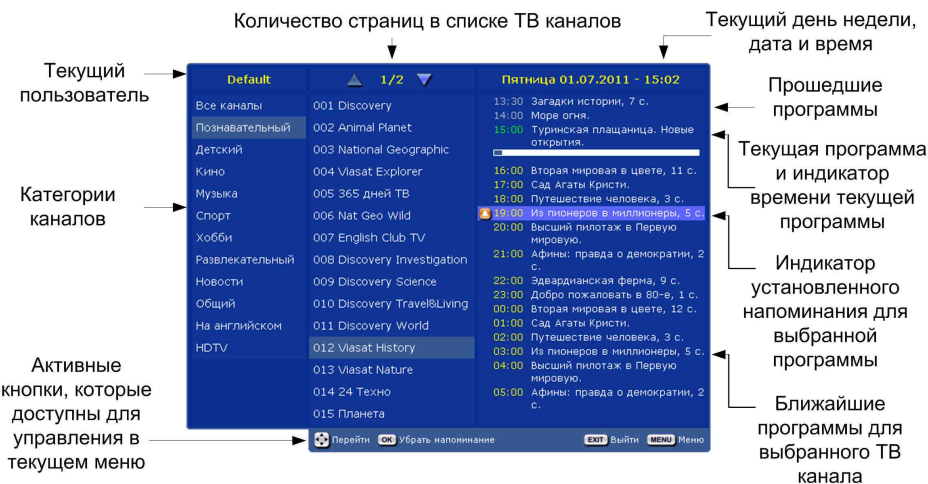 Количество страниц в списке ТВ каналов
Текущий день недели,
дата и время
Текущий
пользователь
Категории
каналов
Активные
кнопки, которые
доступны для
управления в
текущем меню
Default
1/2
Пятница 01.07.2011 - 15:02
Все каналы
Познавательный
Детский
Кино
Музыка
Спорт
Хобби
Развлекательный
Новости
Общий
На английском
HDTV
001 Discovery
002 Animal Planet
003 National Geographic
004 Viasat Explorer
005 365 дней ТВ
006 Nat Geo Wild
007 English Club TV
008 Discovery Investigation
009 Discovery Science
010 Discovery Travel&Living
011 Discovery World
012 Viasat History
013 Viasat Nature
014 24 Техно
015 Планета
13:30 Загадки истории, 7 с.
14:00 Море огня.
15:00 Туринская плащаница. Новые
открытия.
16:00 Вторая мировая в цвете, 11 с.
17:00 Сад Агаты Кристи.
18:00 Путешествие человека, 3 с.
19:00 Из пионеров в миллионеры, 5 с.
20:00 Высший пилотаж в Первую
мировую.
21:00 Афины: правда о демократии, 2
с.
22:00 Эдвардианская ферма, 9 с.
23:00 Добро пожаловать в 80-е, 1 с.
00:00 Вторая мировая в цвете, 12 с.
01:00 Сад Агаты Кристи.
02:00 Путешествие человека, 3 с.
03:00 Из пионеров в миллионеры, 5 с.
04:00 Высший пилотаж в Первую
мировую.
05:00 Афины: правда о демократии, 2
с.
Перейти OK Убрать напоминание EXIT Выйти MENU Меню
Прошедшие
программы
Текущая программа
и индикатор
времени текущей
программы
Индикатор
установленного
напоминания для
выбранной
программы
Ближайшие
программы для
выбранного ТВ
канала